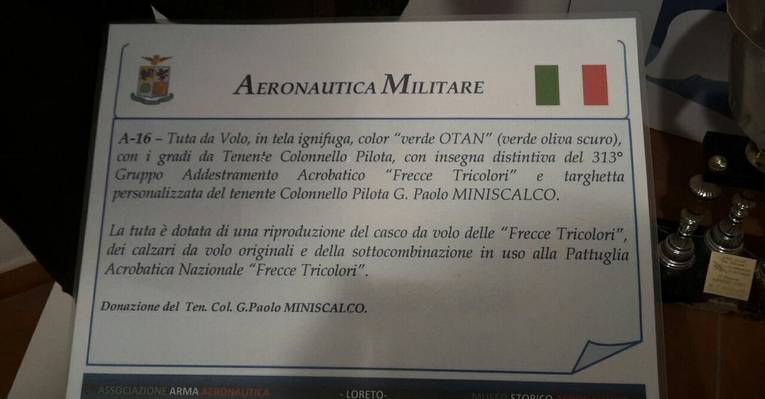 AERONAUTICA MILITARE
A-16 – Tuta da Volo, in tela ignifuga, color "verde OTAN" (verde oliva scuro),
con i gradi da Tenente Colonnello Pilota, con insegna distintiva del 313°
Gruppo Addestramento Acrobatico "Frecce Tricolori" e targhetta
personalizzata del tenente Colonnello Pilota G. Paolo MINISCALCO.
La tuta è dotata di una riproduzione del casco da volo delle "Frecce Tricolori",
dei calzari da volo originali e della sottocombinazione in uso alla Pattuglia
Acrobatica Nazionale "Frecce Tricolori".
Donazione del Ten. Col. G.Paolo MINISCALCO.
ASSOCIAZIONE ARMA AERONAUTICA - LORETO- MUSEO STORICO